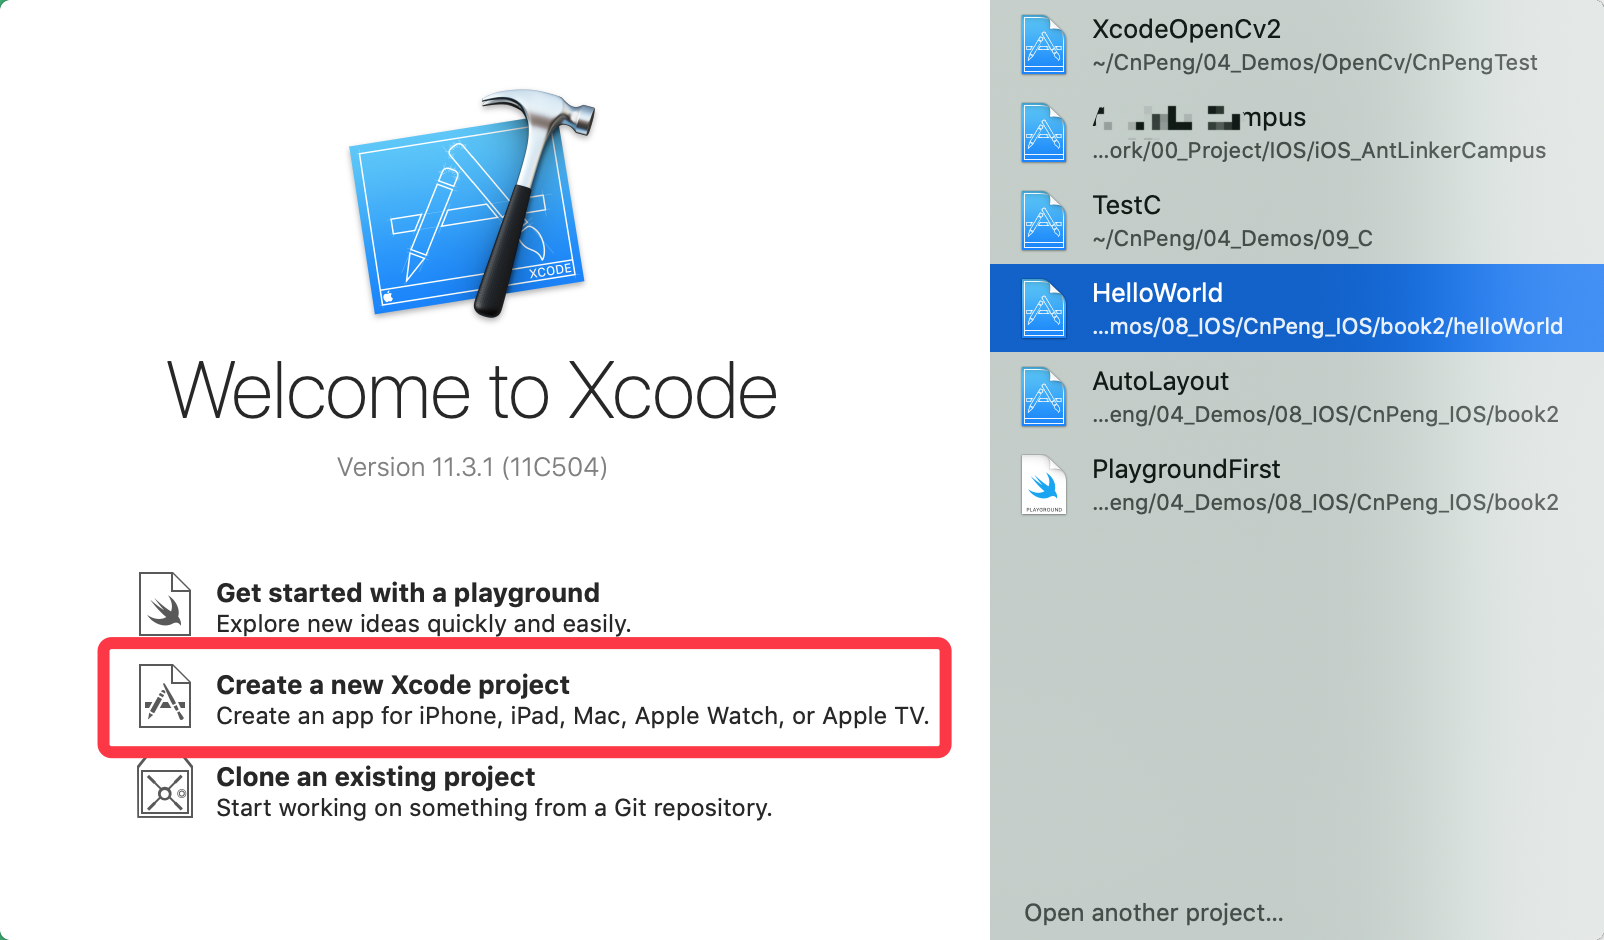 XCODE
Welcome to Xcode
Version 11.3.1 (11C504)
Get started with a playground
Explore new ideas quickly and easily.
Create a new Xcode project
Create an app for iPhone, iPad, Mac, Apple Watch, or Apple TV.
Clone an existing project
Start working on something from a Git repository.
XcodeOpenCv2
~/CnPeng/04_Demos/OpenCv/CnPengTest
mpus
...ork/00_Project/IOS/iOS_AntLinkerCampus
TestC
~/CnPeng/04_Demos/09_C
HelloWorld
...mos/08_IOS/CnPeng_IOS/book2/helloWorld
AutoLayout
...eng/04_Demos/08_IOS/CnPeng_IOS/book2
PLAYGROUND
PlaygroundFirst
...eng/04_Demos/08_IOS/CnPeng_IOS/book2
Open another project...